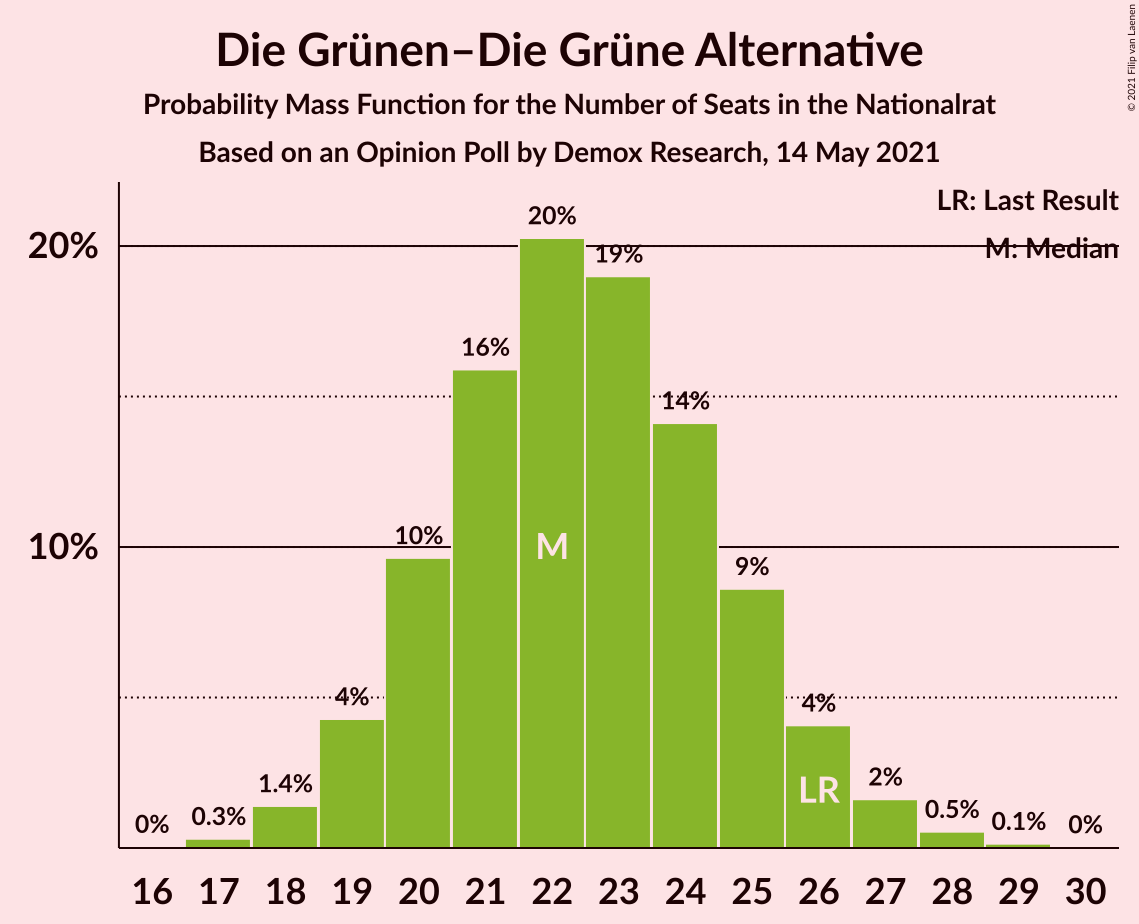 Die Grünen–Die Grüne Alternative
Probability Mass Function for the Number of Seats in the Nationalrat
Based on an Opinion Poll by Demox Research, 14 May 2021
© 2021 Filip van Laenen
LR: Last Result
M: Median
20%
10%
0%
0.3%
1.4%
4%
10%
16%
20%
19%
14%
9%
4%
2%
0.5%
0.1%
0%
M
LR
16 17 18 19 20 21 22 23 24 25 26 27 28 29 30